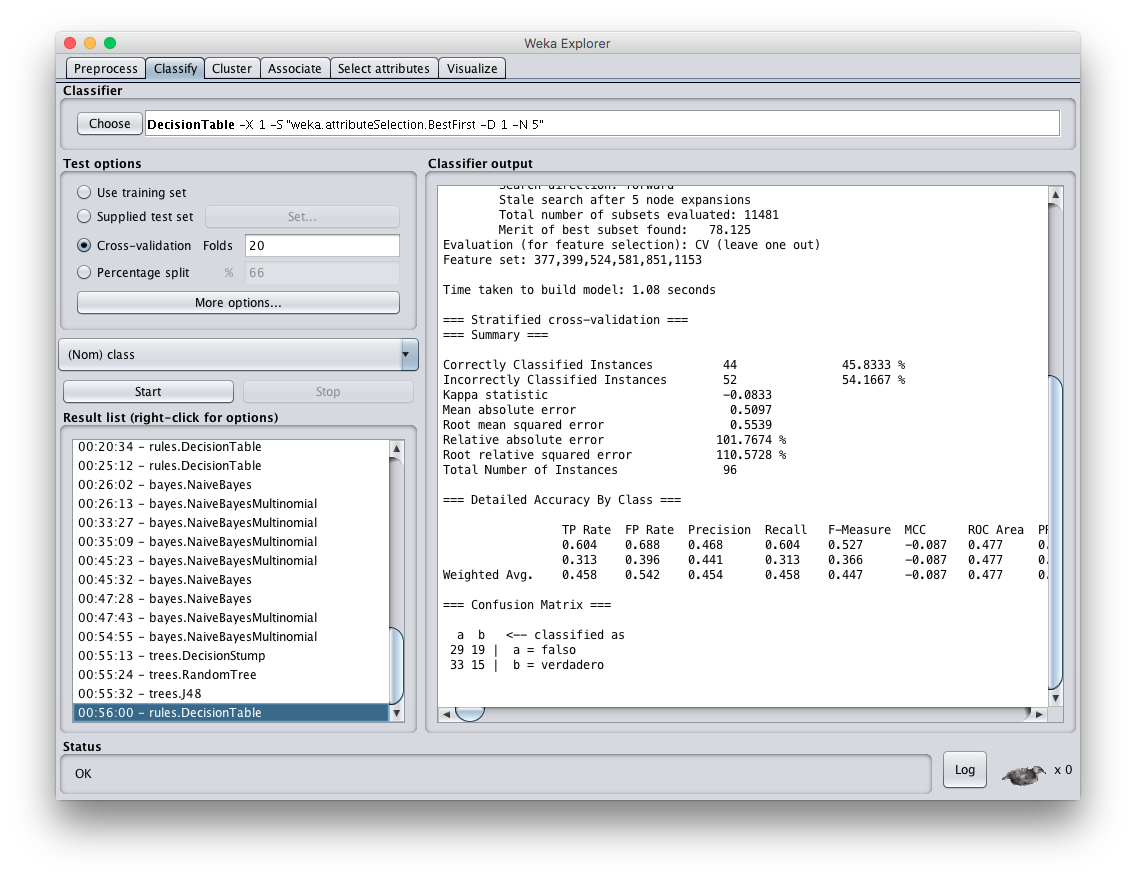 Weka Explorer
Preprocess Classify Cluster Associate Select attributes Visualize
Classifier
Choose DecisionTable -X 1 -S "weka.attributeSelection.BestFirst -D 1 -N 5"
Test options
Use training set
Supplied test set Set...
Cross-validation Folds 20
Percentage split % 66
More options...
(Nom) class
Start Stop
Result list (right-click for options)
00:20:34 - rules.DecisionTable
00:25:12 - rules.DecisionTable
00:26:02 - bayes.NaiveBayes
00:26:13 - bayes.NaiveBayesMultinomial
00:33:27 - bayes.NaiveBayesMultinomial
00:35:09 - bayes.NaiveBayesMultinomial
00:45:23 - bayes.NaiveBayesMultinomial
00:45:32 - bayes.NaiveBayes
00:47:28 - bayes.NaiveBayes
00:47:43 - bayes.NaiveBayesMultinomial
00:54:55 - bayes.NaiveBayesMultinomial
00:55:13 - trees.DecisionStump
00:55:24 - trees.RandomTree
00:55:32 - trees.J48
00:56:00 - rules.DecisionTable
Classifier output
Search direction: forward
Stale search after 5 node expansions
Total number of subsets evaluated: 11481
Merit of best subset found: 78.125
Evaluation (for feature selection): CV (leave one out)
Feature set: 377,399,524,581,851,1153
Time taken to build model: 1.08 seconds
=== Stratified cross-validation ===
=== Summary ===
Correctly Classified Instances 44 45.8333 %
Incorrectly Classified Instances 52 54.1667 %
Kappa statistic -0.0833
Mean absolute error 0.5097
Root mean squared error 0.5539
Relative absolute error 101.7674 %
Root relative squared error 110.5728 %
Total Number of Instances 96
=== Detailed Accuracy By Class ===
TP Rate FP Rate Precision Recall F-Measure MCC ROC Area
0.604 0.688 0.468 0.604 0.527 -0.087 0.477 0.
0.313 0.396 0.441 0.313 0.366 -0.087 0.477 0.
Weighted Avg. 0.458 0.542 0.454 0.458 0.447 -0.087 0.477 0.
=== Confusion Matrix ===
a b <-- classified as
29 19 | a = falso
33 15 | b = verdadero
Status
OK
Log x 0